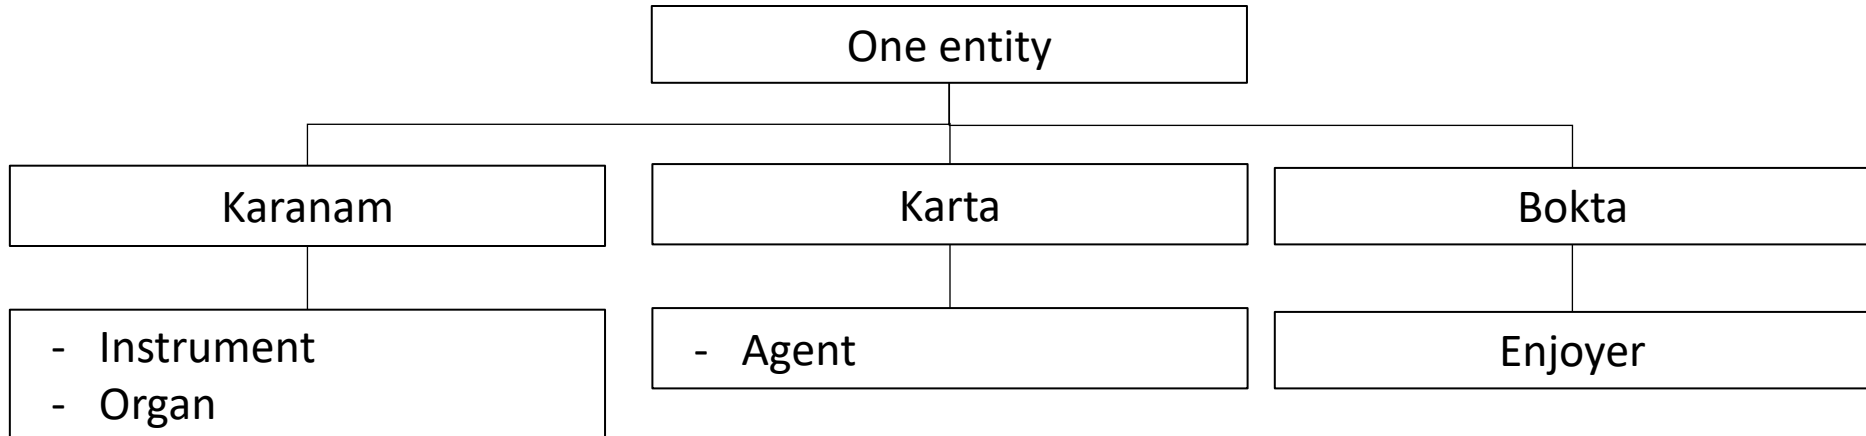 One entity
Karanam
Karta
Bokta
- Instrument
- Organ
- Agent
Enjoyer